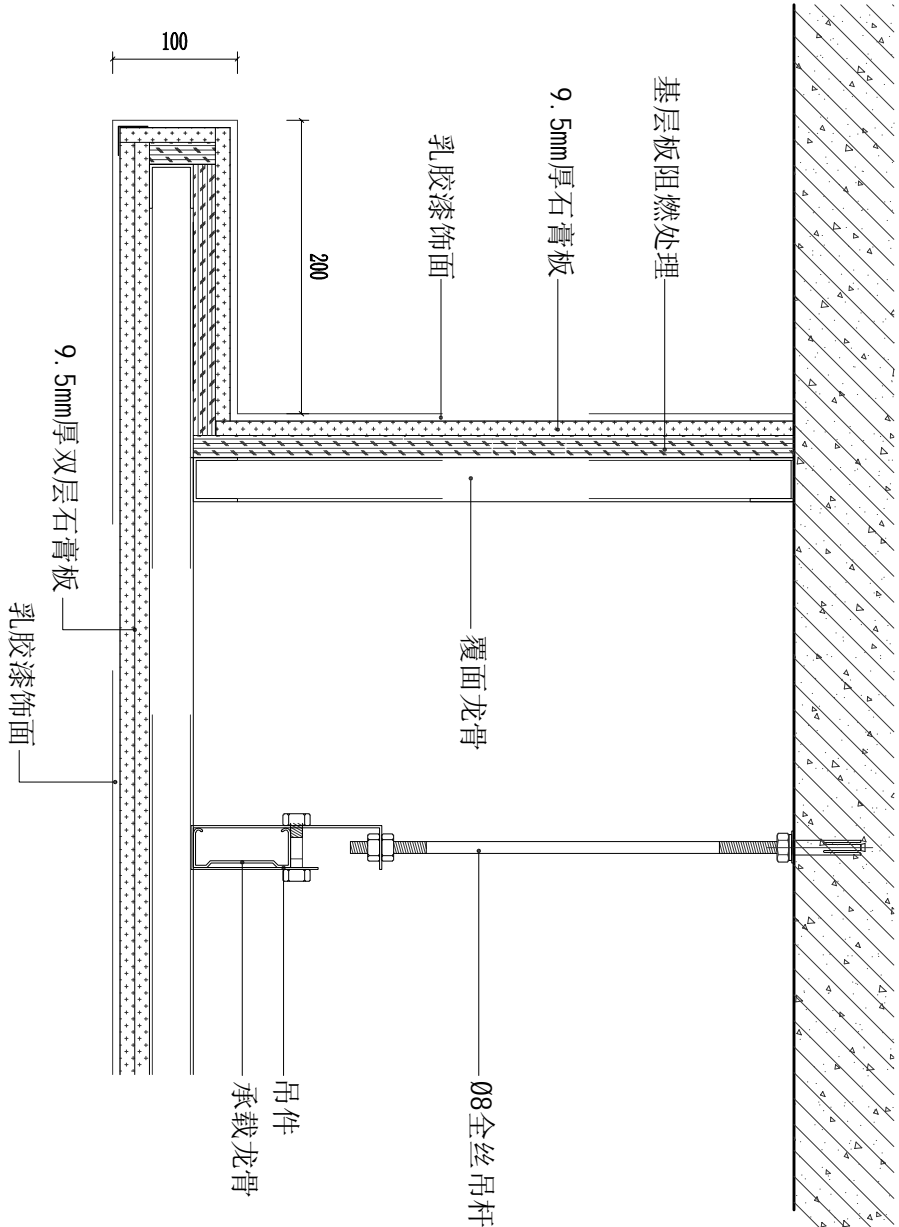 基层板阻燃处理
9.5mm厚石膏板
乳胶漆饰面
200
100
覆面龙骨
9.5mm厚双层石膏板
乳胶漆饰面
Ø8全丝吊杆
吊件
承载龙骨